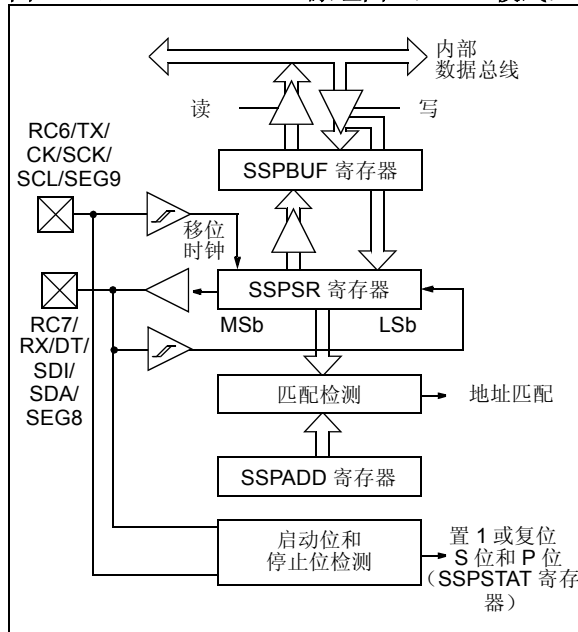 内部
数据总线
读
写
RC6/TX/
CK/SCK/
SCL/SEG9
SSPBUF 寄存器
移位
时钟
SSPSR 寄存器
MSb
LSb
RC7/
RX/DT/
SDI/
SDA/
SEG8
匹配检测
地址匹配
SSPADD 寄存器
启动位和
停止位检测
置 1 或复位
S 位和 P 位
（SSPSTAT 寄存
器）